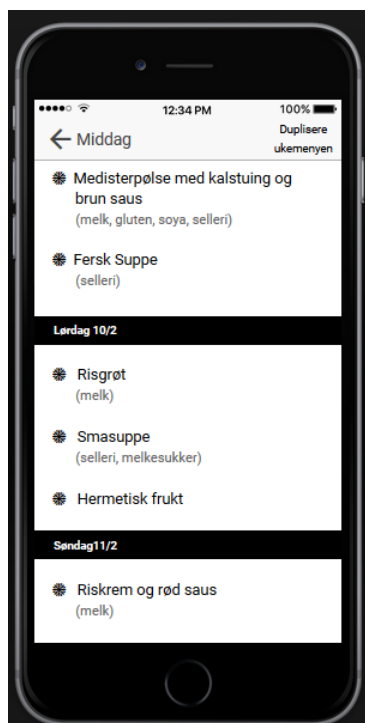 12:34 PM
100%
Middag
Duplisere
ukemenyen
Medisterpølse med kalstuing og
brun saus
(melk, gluten, soya, selleri)
Fersk Suppe
(selleri)
Lørdag 10/2
Risgrøt
(melk)
Smasuppe
(selleri, melkesukker)
Hermetisk frukt
Søndag11/2
Riskrem og rød saus
(melk)